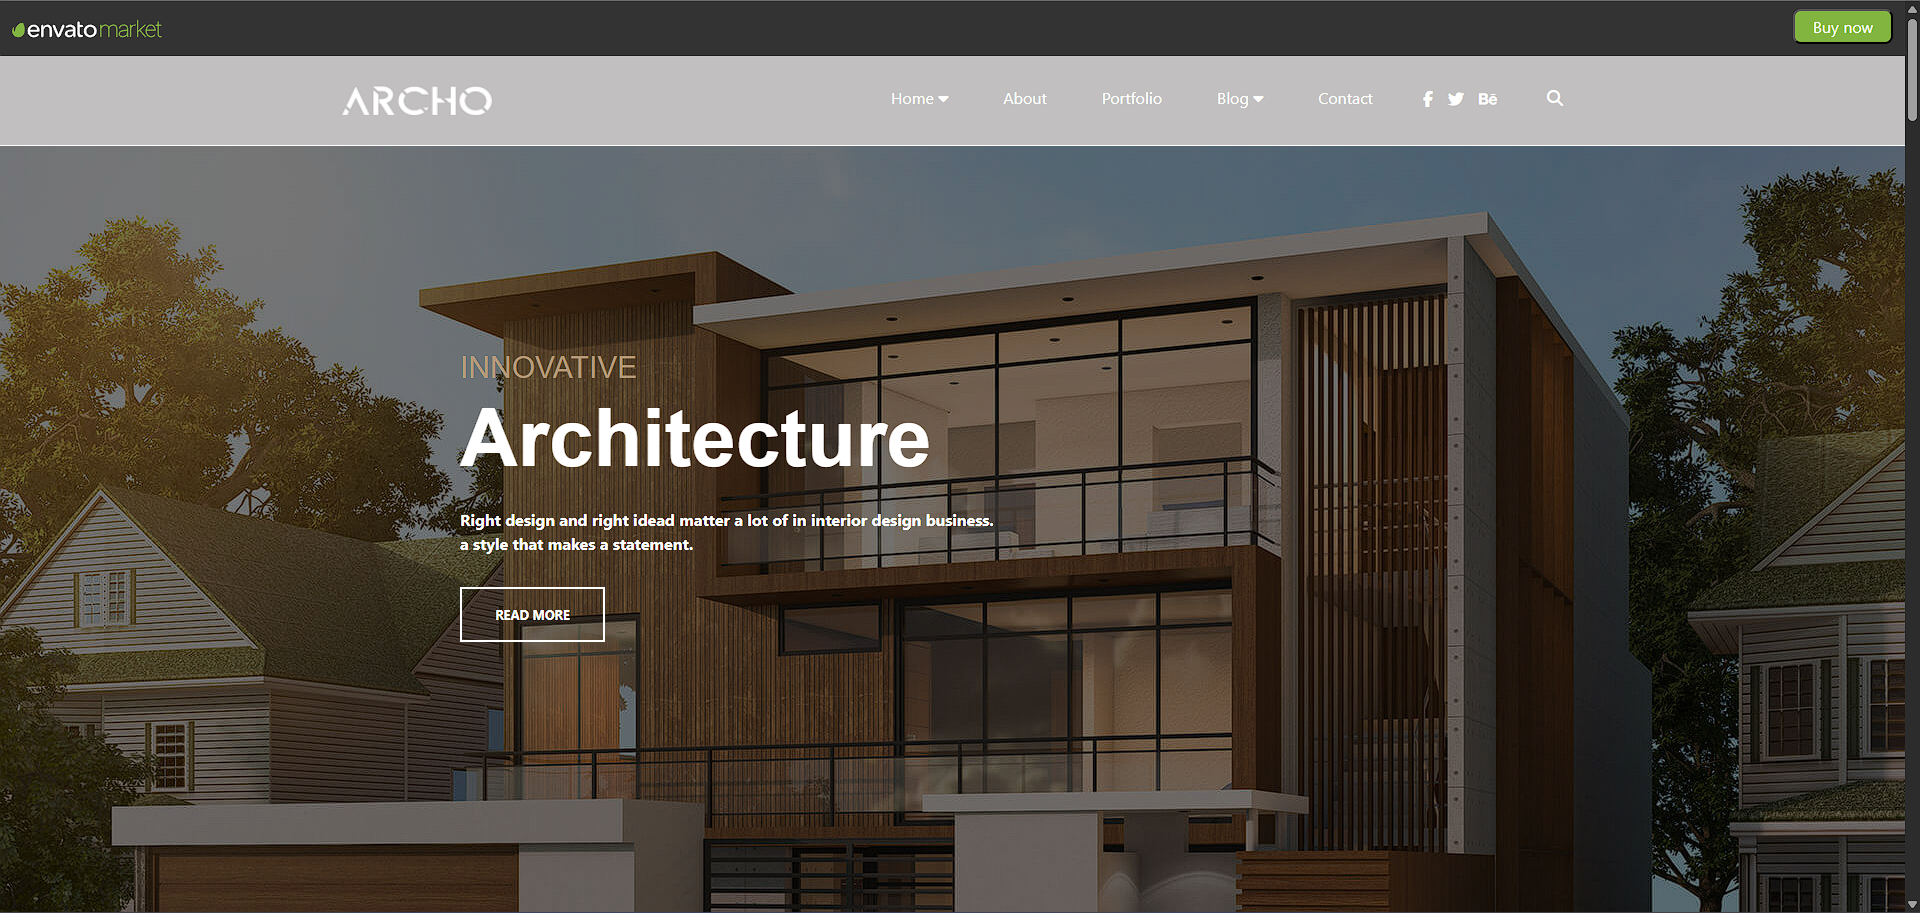 envatomarket
Buy now
ARCHO
Home
About
Portfolio
Blog
Contact
Bē
INNOVATIVE
Architecture
Right design and right idead matter a lot of in interior design business.
a style that makes a statement.
READ MORE